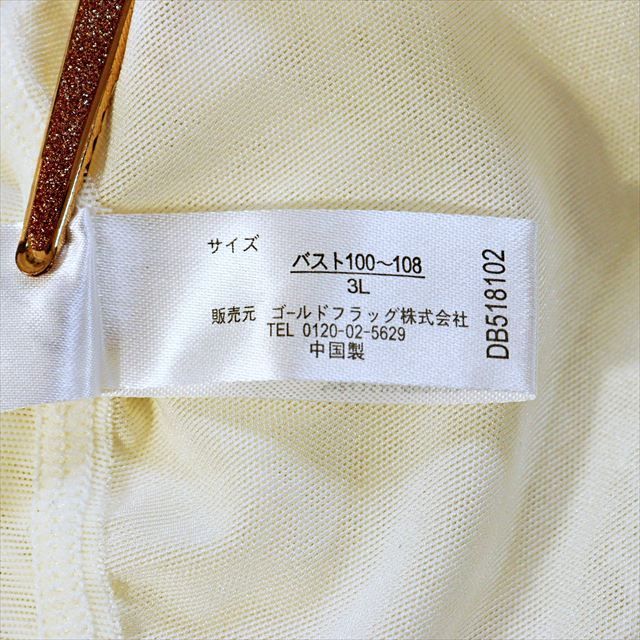 サイズ
バスト100～108
3L
販売元 ゴールドフラッグ株式会社
TEL 0120-02-5629
中国製
DB518102